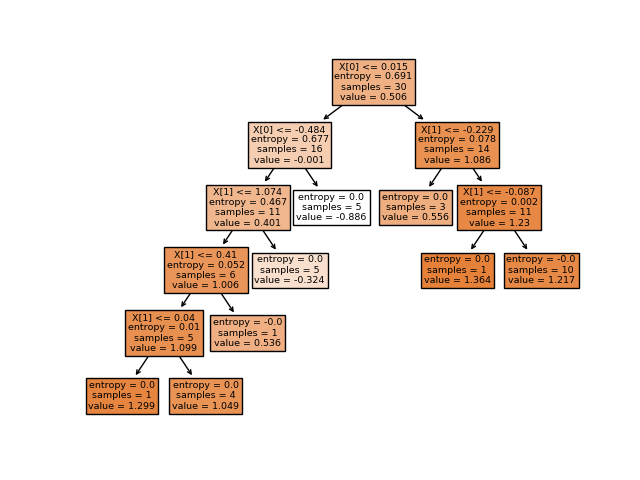 X[0] <= 0.015
entropy = 0.691
samples = 30
value = 0.506
X[0] <= -0.484
entropy = 0.677
samples = 16
value = -0.001
X[1] <= -0.229
entropy = 0.078
samples = 14
value = 1.086
X[1] <= 1.074
entropy = 0.467
samples = 11
value = 0.401
entropy = 0.0
samples = 5
value = -0.886
entropy = 0.0
samples = 3
value = 0.556
X[1] <= -0.087
entropy = 0.002
samples = 11
value = 1.23
X[1] <= 0.41
entropy = 0.052
samples = 6
value = 1.006
entropy = 0.0
samples = 5
value = -0.324
entropy = 0.0
samples = 1
value = 1.364
entropy = -0.0
samples = 10
value = 1.217
X[1] <= 0.04
entropy = 0.01
samples = 5
value = 1.099
entropy = -0.0
samples = 1
value = 0.536
entropy = 0.0
samples = 1
value = 1.299
entropy = 0.0
samples = 4
value = 1.049